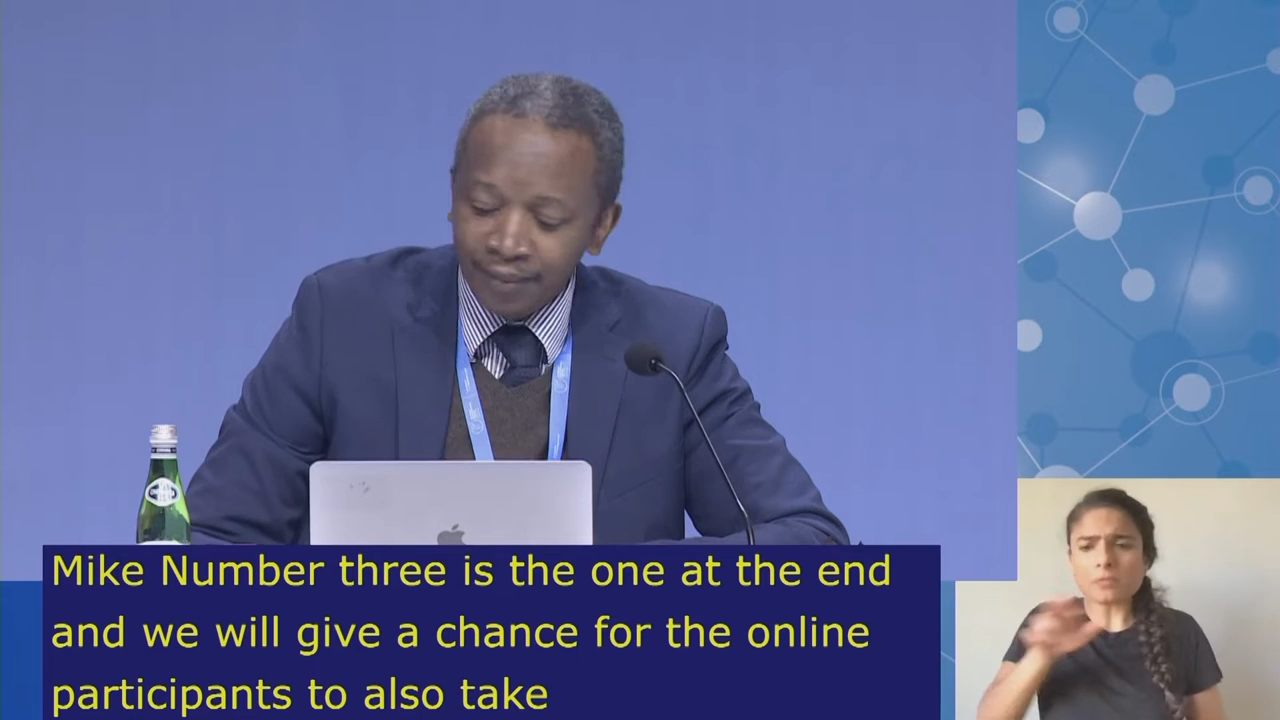 Mike Number three is the one at the end
and we will give a chance for the online
participants to also take